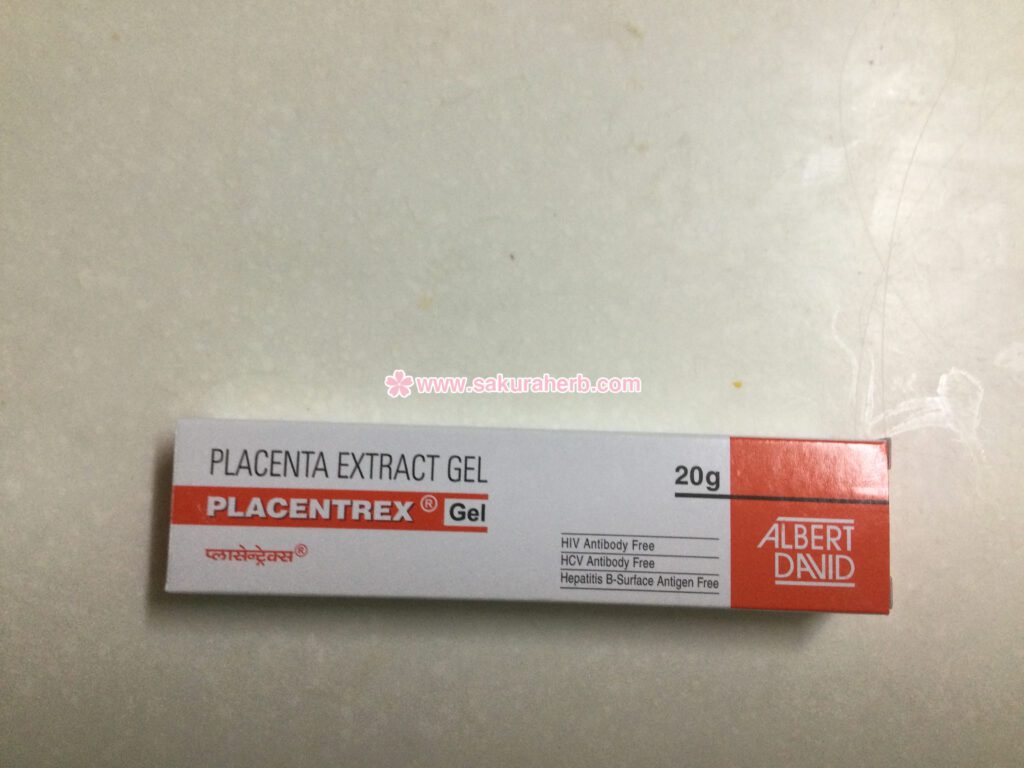 www.sakuraherb.com
PLACENTA EXTRACT GEL
PLACENTREX® Gel
प्लासेन्ट्रेक्स®
20g
HIV Antibody Free
HCV Antibody Free
Hepatitis B-Surface Antigen Free
ALBERT
DAVID